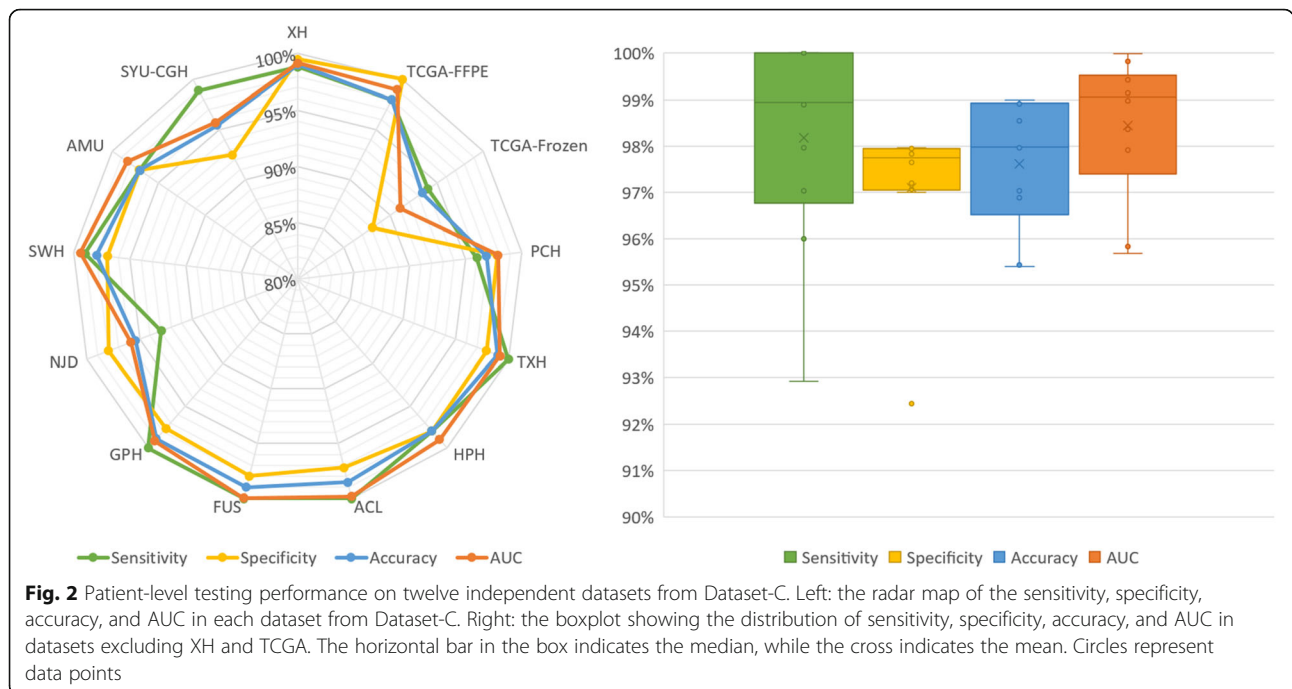 XH
TCGA-FFPE
TCGA-Frozen
PCH
TXH
HPH
ACL
FUS
GPH
NJD
SWH
AMU
SYU-CGH
100%
95%
90%
85%
80%
Sensitivity Specificity Accuracy AUC
100%
99%
98%
97%
96%
95%
94%
93%
92%
91%
90%
Sensitivity Specificity Accuracy AUC
Fig. 2 Patient-level testing performance on twelve independent datasets from Dataset-C. Left: the radar map of the sensitivity, specificity,
accuracy, and AUC in each dataset from Dataset-C. Right: the boxplot showing the distribution of sensitivity, specificity, accuracy, and AUC in
datasets excluding XH and TCGA. The horizontal bar in the box indicates the median, while the cross indicates the mean. Circles represent
data points